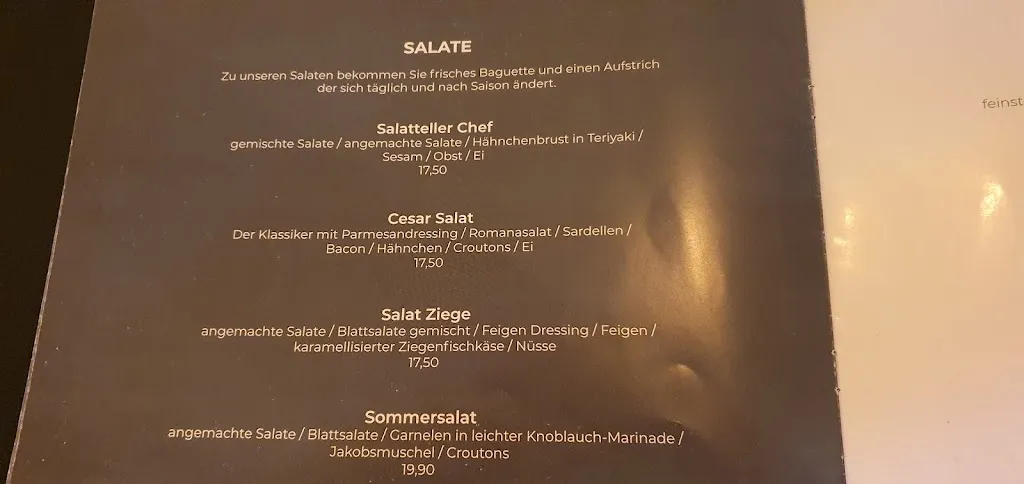 SALATE
Zu unseren Salaten bekommen Sie frisches Baguette und einen Aufstrich
der sich täglich und nach Saison ändert.
Salatteller Chef
gemischte Salate / angemachte Salate / Hähnchenbrust in Teriyaki /
Sesam / Obst / Ei
17,50
Cesar Salat
Der Klassiker mit Parmesandressing / Romanasalat / Sardellen /
Bacon / Hähnchen / Croutons / Ei
17,50
Salat Ziege
angemachte Salate / Blattsalate gemischt / Feigen Dressing / Feigen /
karamellisierter Ziegenfischkäse / Nüsse
17,50
Sommersalat
angemachte Salate / Blattsalate / Garnelen in leichter Knoblauch-Marinade /
Jakobsmuschel / Croutons
19,90
feinst